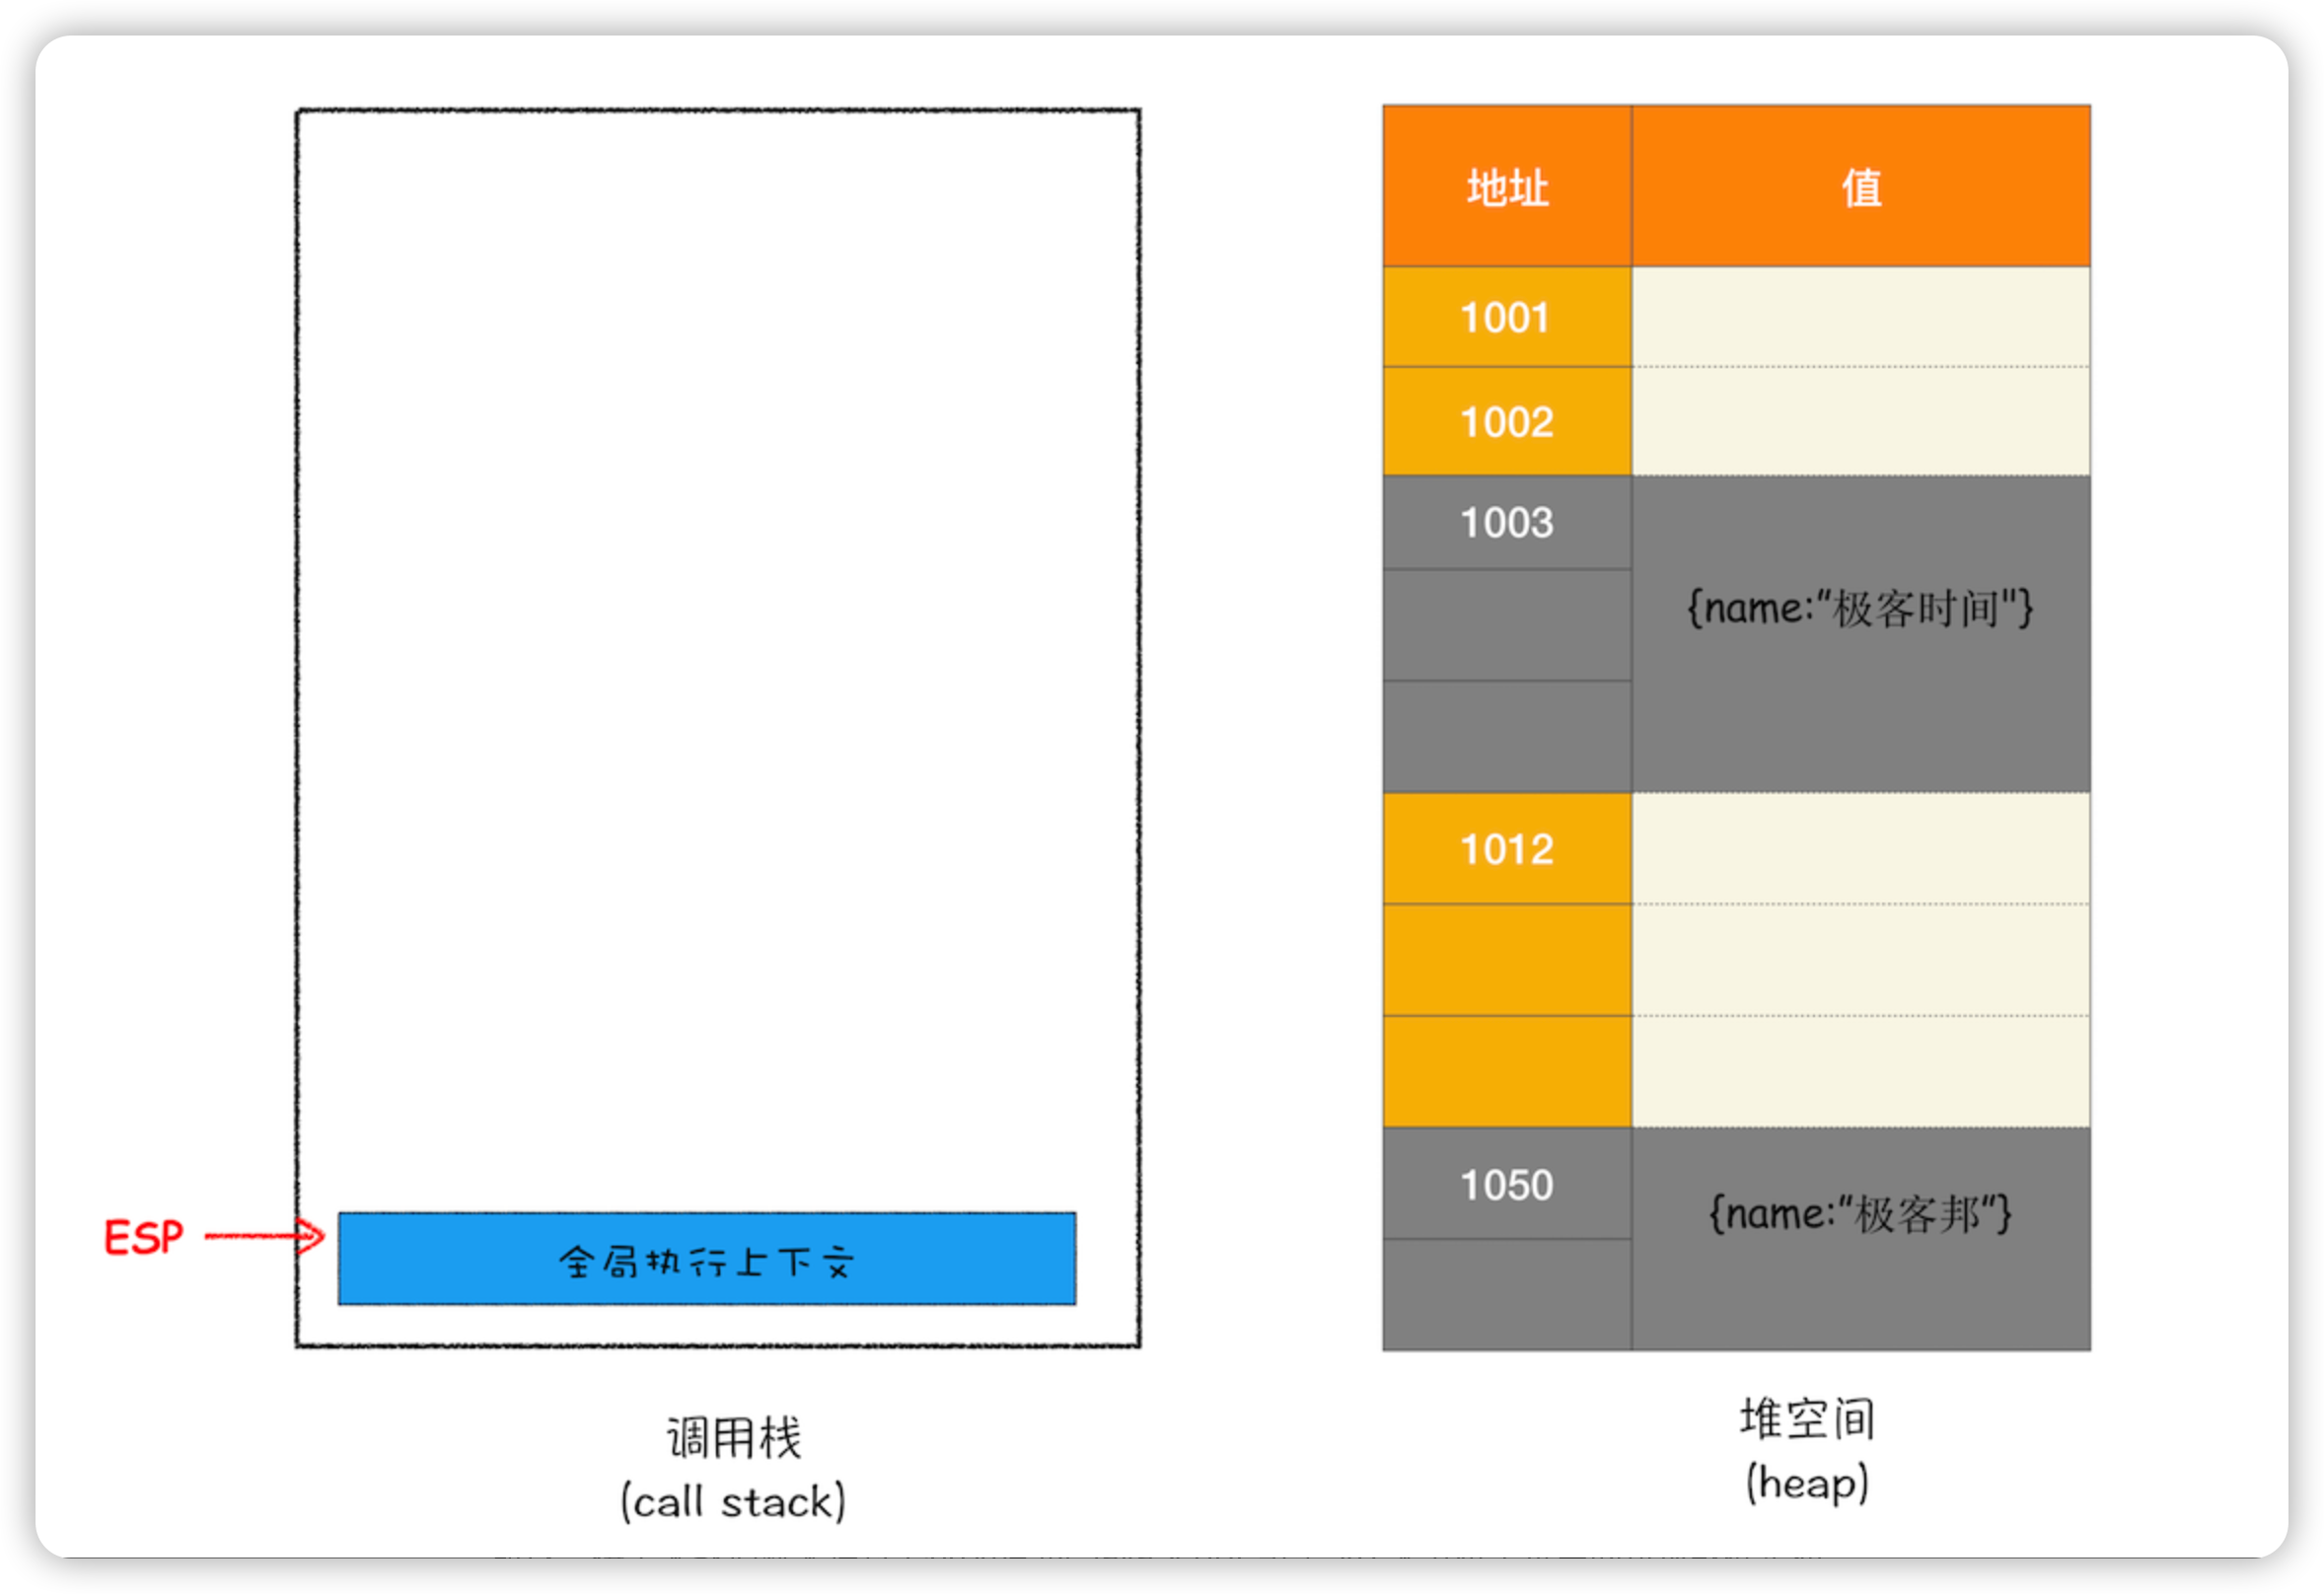 ESP
全局执行上下文
调用栈
(call stack)
地址 值
1001
1002
1003
{name:“极客时间"}
1012
1050
{name:“极客邦“}
堆空间
(heap)